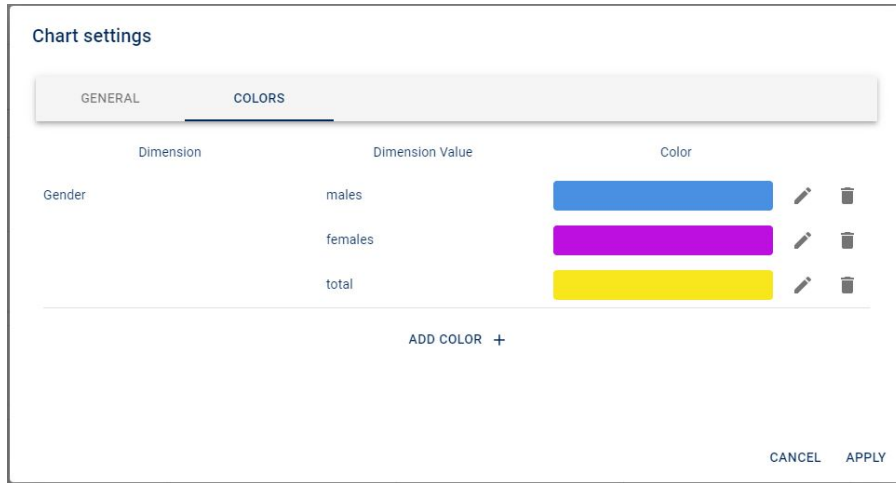 Chart settings
GENERAL COLORS
Dimension Dimension Value Color
Gender males
females
total
ADD COLOR +
CANCEL APPLY